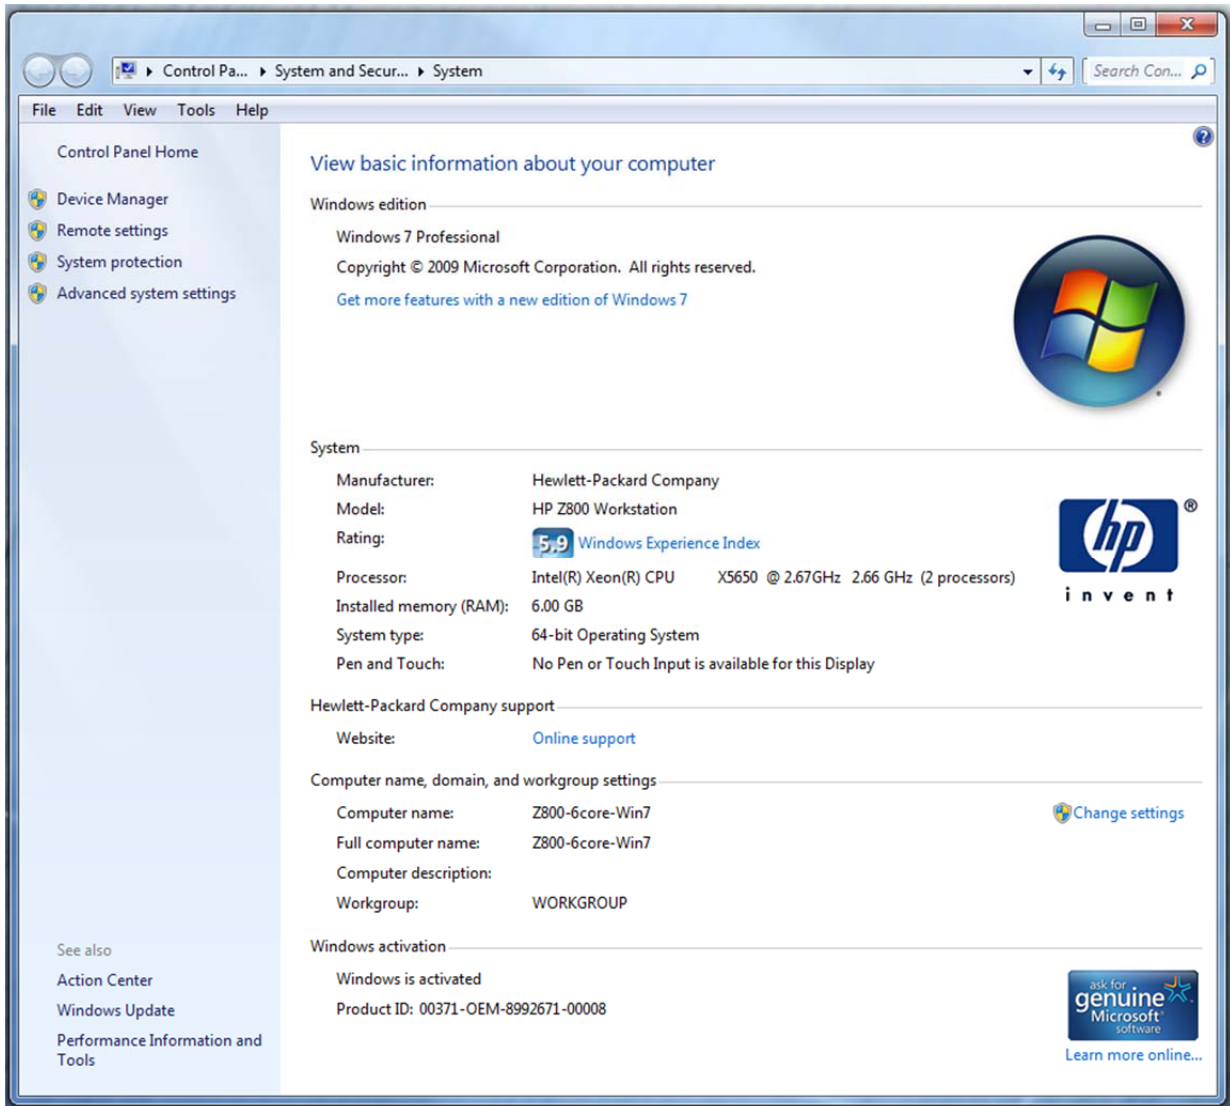 Control Pa... ▸ System and Secur... ▸ System
Search Con...
File Edit View Tools Help
Control Panel Home
Device Manager
Remote settings
System protection
Advanced system settings
View basic information about your computer
Windows edition
Windows 7 Professional
Copyright © 2009 Microsoft Corporation. All rights reserved.
Get more features with a new edition of Windows 7
System
Manufacturer: Hewlett-Packard Company
Model: HP Z800 Workstation
Rating: 5.9 Windows Experience Index
Processor: Intel(R) Xeon(R) CPU X5650 @ 2.67GHz 2.66 GHz (2 processors)
Installed memory (RAM): 6.00 GB
System type: 64-bit Operating System
Pen and Touch: No Pen or Touch Input is available for this Display
hp ®
invent
Hewlett-Packard Company support
Website: Online support
Computer name, domain, and workgroup settings
Computer name: Z800-6core-Win7
Change settings
Full computer name: Z800-6core-Win7
Computer description:
Workgroup: WORKGROUP
Windows activation
Windows is activated
Product ID: 00371-OEM-8992671-00008
ask for
genuine
Microsoft
software
Learn more online...
See also
Action Center
Windows Update
Performance Information and
Tools